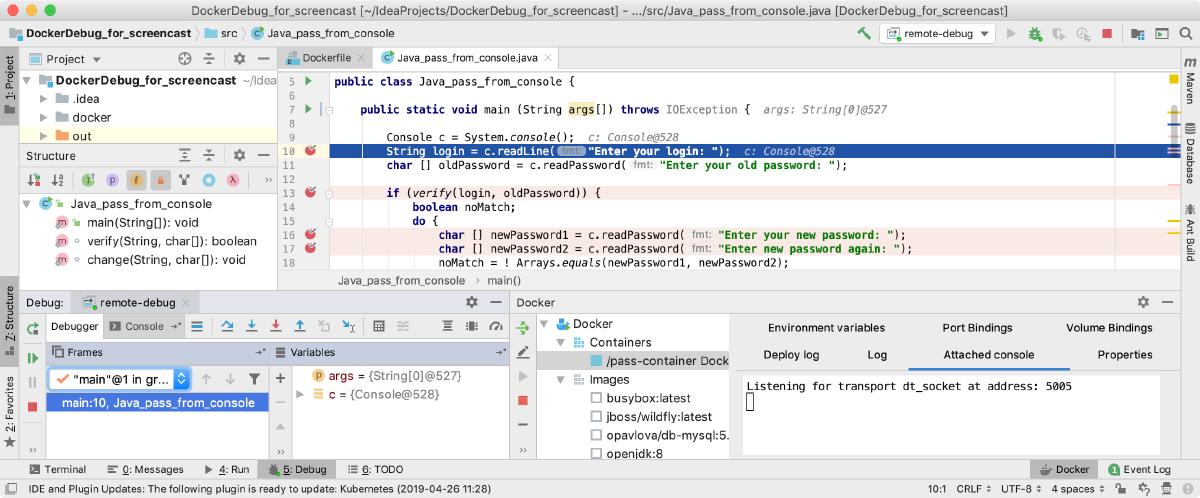 DockerDebug_for_screencast [~/IdeaProjects/DockerDebug_for_screencast] - .../src/Java_pass_from_console.java [DockerDebug_for_screencast]
DockerDebug_for_screencast src Java_pass_from_console remote-debug
1: Project
Project
DockerDebug_for_screencast ~/Idea
.idea
docker
out
Structure
Java_pass_from_console
main(String[]): void
verify(String, char[]): boolean
change(String, char[]): void
Dockerfile Java_pass_from_console.java
5 public class Java_pass_from_console {
6
7 public static void main (String args[]) throws IOException { args: String[0]@527
8
9 Console c = System.console(); c: Console@528
10 String login = c.readLine( fmt: "Enter your login: "); c: Console@528
11 char [] oldPassword = c.readPassword( fmt: "Enter your old password: ");
12
13 if (verify(login, oldPassword)) {
14 boolean noMatch;
15 do {
16 char [] newPassword1 = c.readPassword( fmt: "Enter your new password: ");
17 char [] newPassword2 = c.readPassword( fmt: "Enter new password again: ");
18 noMatch = ! Arrays.equals(newPassword1, newPassword2);
Java_pass_from_console main()
m Maven
Database
Ant Build
Z: Structure
2: Favorites
Debug: remote-debug
Debugger Console
Frames
"main"@1 in gr...
main:10, Java_pass_from_console
Variables
args = {String[0]@527}
c = {Console@528}
Docker
Docker
Containers
/pass-container Dock
Images
busybox:latest
jboss/wildfly:latest
opavlova/db-mysql:5.
openjdk:8
Environment variables Port Bindings Volume Bindings
Deploy log Log Attached console Properties
Listening for transport dt_socket at address: 5005
Terminal 0: Messages 4: Run 5: Debug 6: TODO Docker 1 Event Log
IDE and Plugin Updates: The following plugin is ready to update: Kubernetes (2019-04-26 11:28) 10:1 CRLF UTF-8 4 spaces